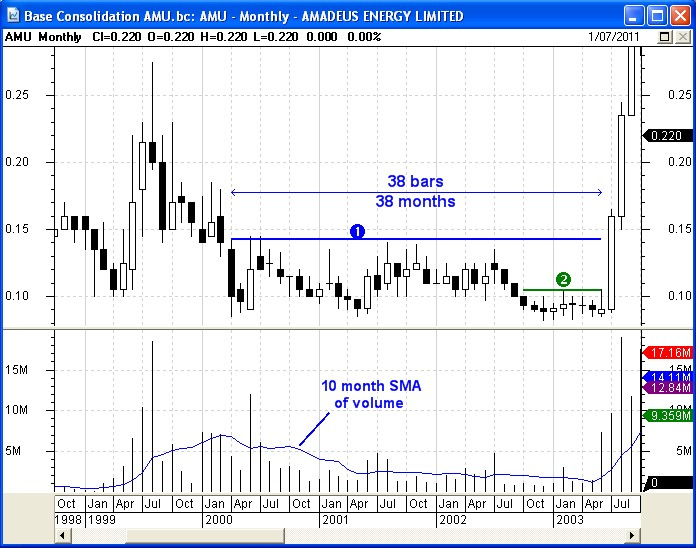 Base Consolidation AMU.bc: AMU - Monthly - AMADEUS ENERGY LIMITED
AMU Monthly Cl=0.220 O=0.220 H=0.220 L=0.220 0.000 0.00% 1/07/2011
0.25 0.25
0.220
0.20 0.20
38 bars
38 months
1
0.15 0.15
2
0.10 0.10
17.16M
15M 14.11M
12.84M
10 month SMA
of volume
10M 9.359M
5M
0
Oct Jan Apr Jul Oct Jan Apr Jul Oct Jan Apr Jul Oct Jan Apr Jul Oct Jan Apr Jul
1998 1999 2000 2001 2002 2003